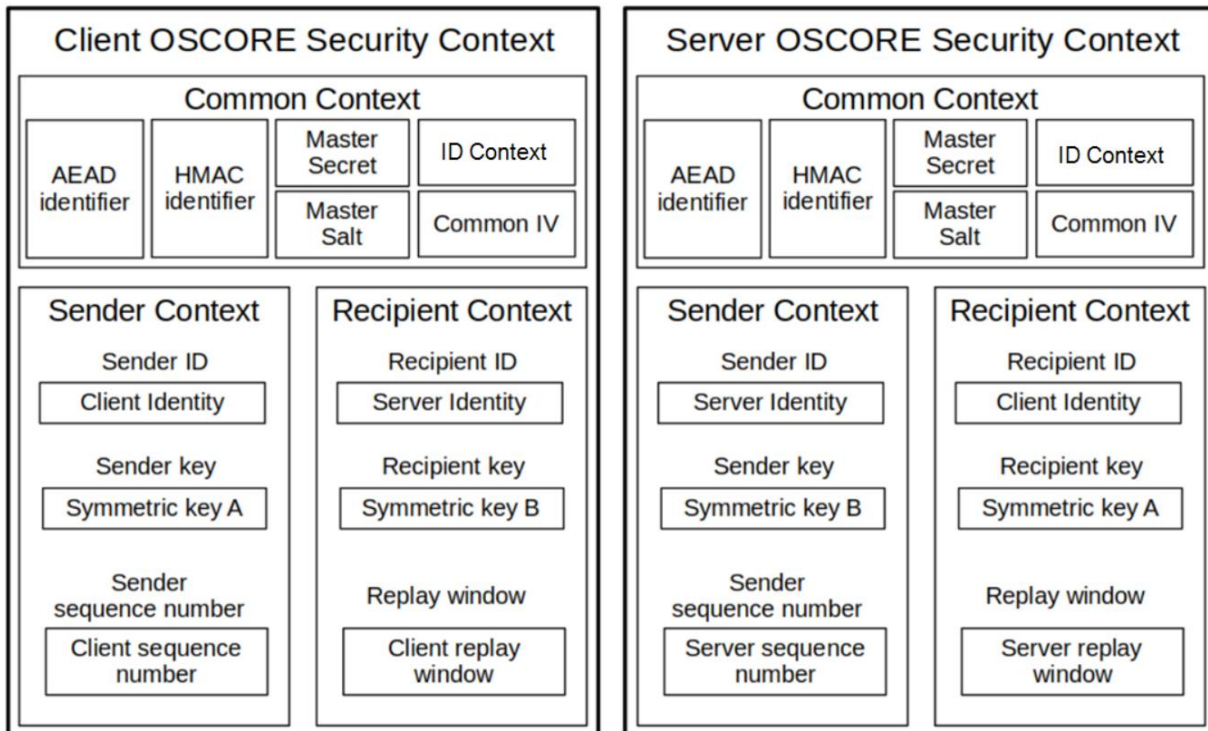 Client OSCORE Security Context
Common Context
AEAD
identifier
HMAC
identifier
Master
Secret
ID Context
Master
Salt
Common IV
Sender Context
Sender ID
Client Identity
Sender key
Symmetric key A
Sender
sequence number
Client sequence
number
Recipient Context
Recipient ID
Server Identity
Recipient key
Symmetric key B
Replay window
Client replay
window
Server OSCORE Security Context
Common Context
AEAD
identifier
HMAC
identifier
Master
Secret
ID Context
Master
Salt
Common IV
Sender Context
Sender ID
Server Identity
Sender key
Symmetric key B
Sender
sequence number
Server sequence
number
Recipient Context
Recipient ID
Client Identity
Recipient key
Symmetric key A
Replay window
Server replay
window